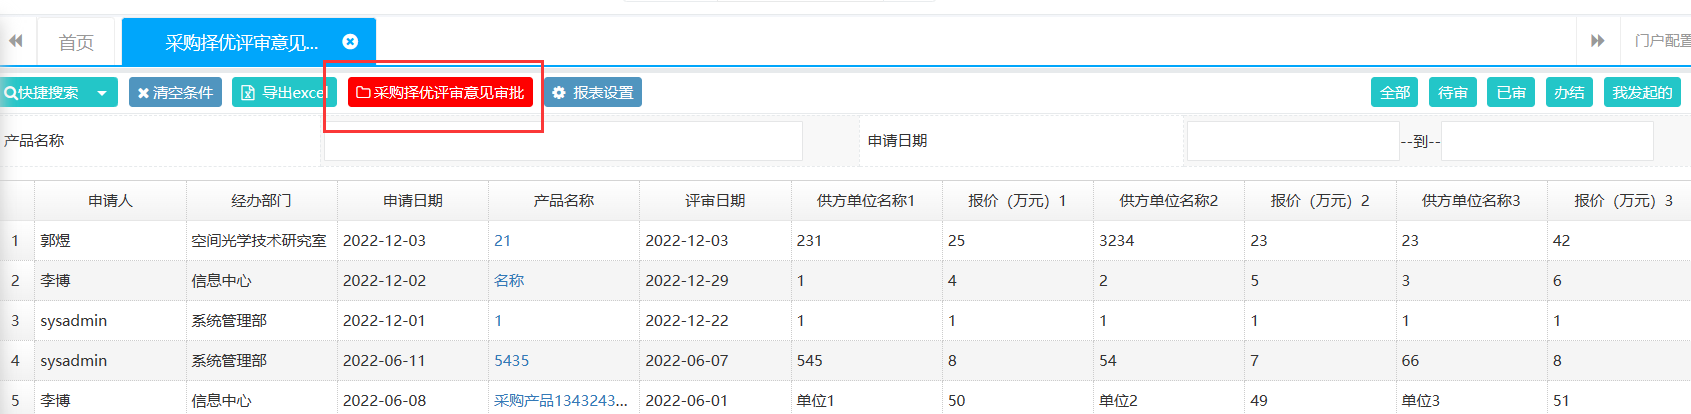 首页 采购择优评审意见... 门户配置
快捷搜索 清空条件 导出excel 采购择优评审意见审批 报表设置 全部 待审 已审 办结 我发起的
产品名称 申请日期 --到--
申请人 经办部门 申请日期 产品名称 评审日期 供方单位名称1 报价（万元）1 供方单位名称2 报价（万元）2 供方单位名称3 报价（万元）3
1 郭煜 空间光学技术研究室 2022-12-03 21 2022-12-03 231 25 3234 23 23 42
2 李博 信息中心 2022-12-02 名称 2022-12-29 1 4 2 5 3 6
3 sysadmin 系统管理部 2022-12-01 1 2022-12-22 1 1 1 1 1 1
4 sysadmin 系统管理部 2022-06-11 5435 2022-06-07 545 8 54 7 66 8
5 李博 信息中心 2022-06-08 采购产品1343243... 2022-06-01 单位1 50 单位2 49 单位3 51